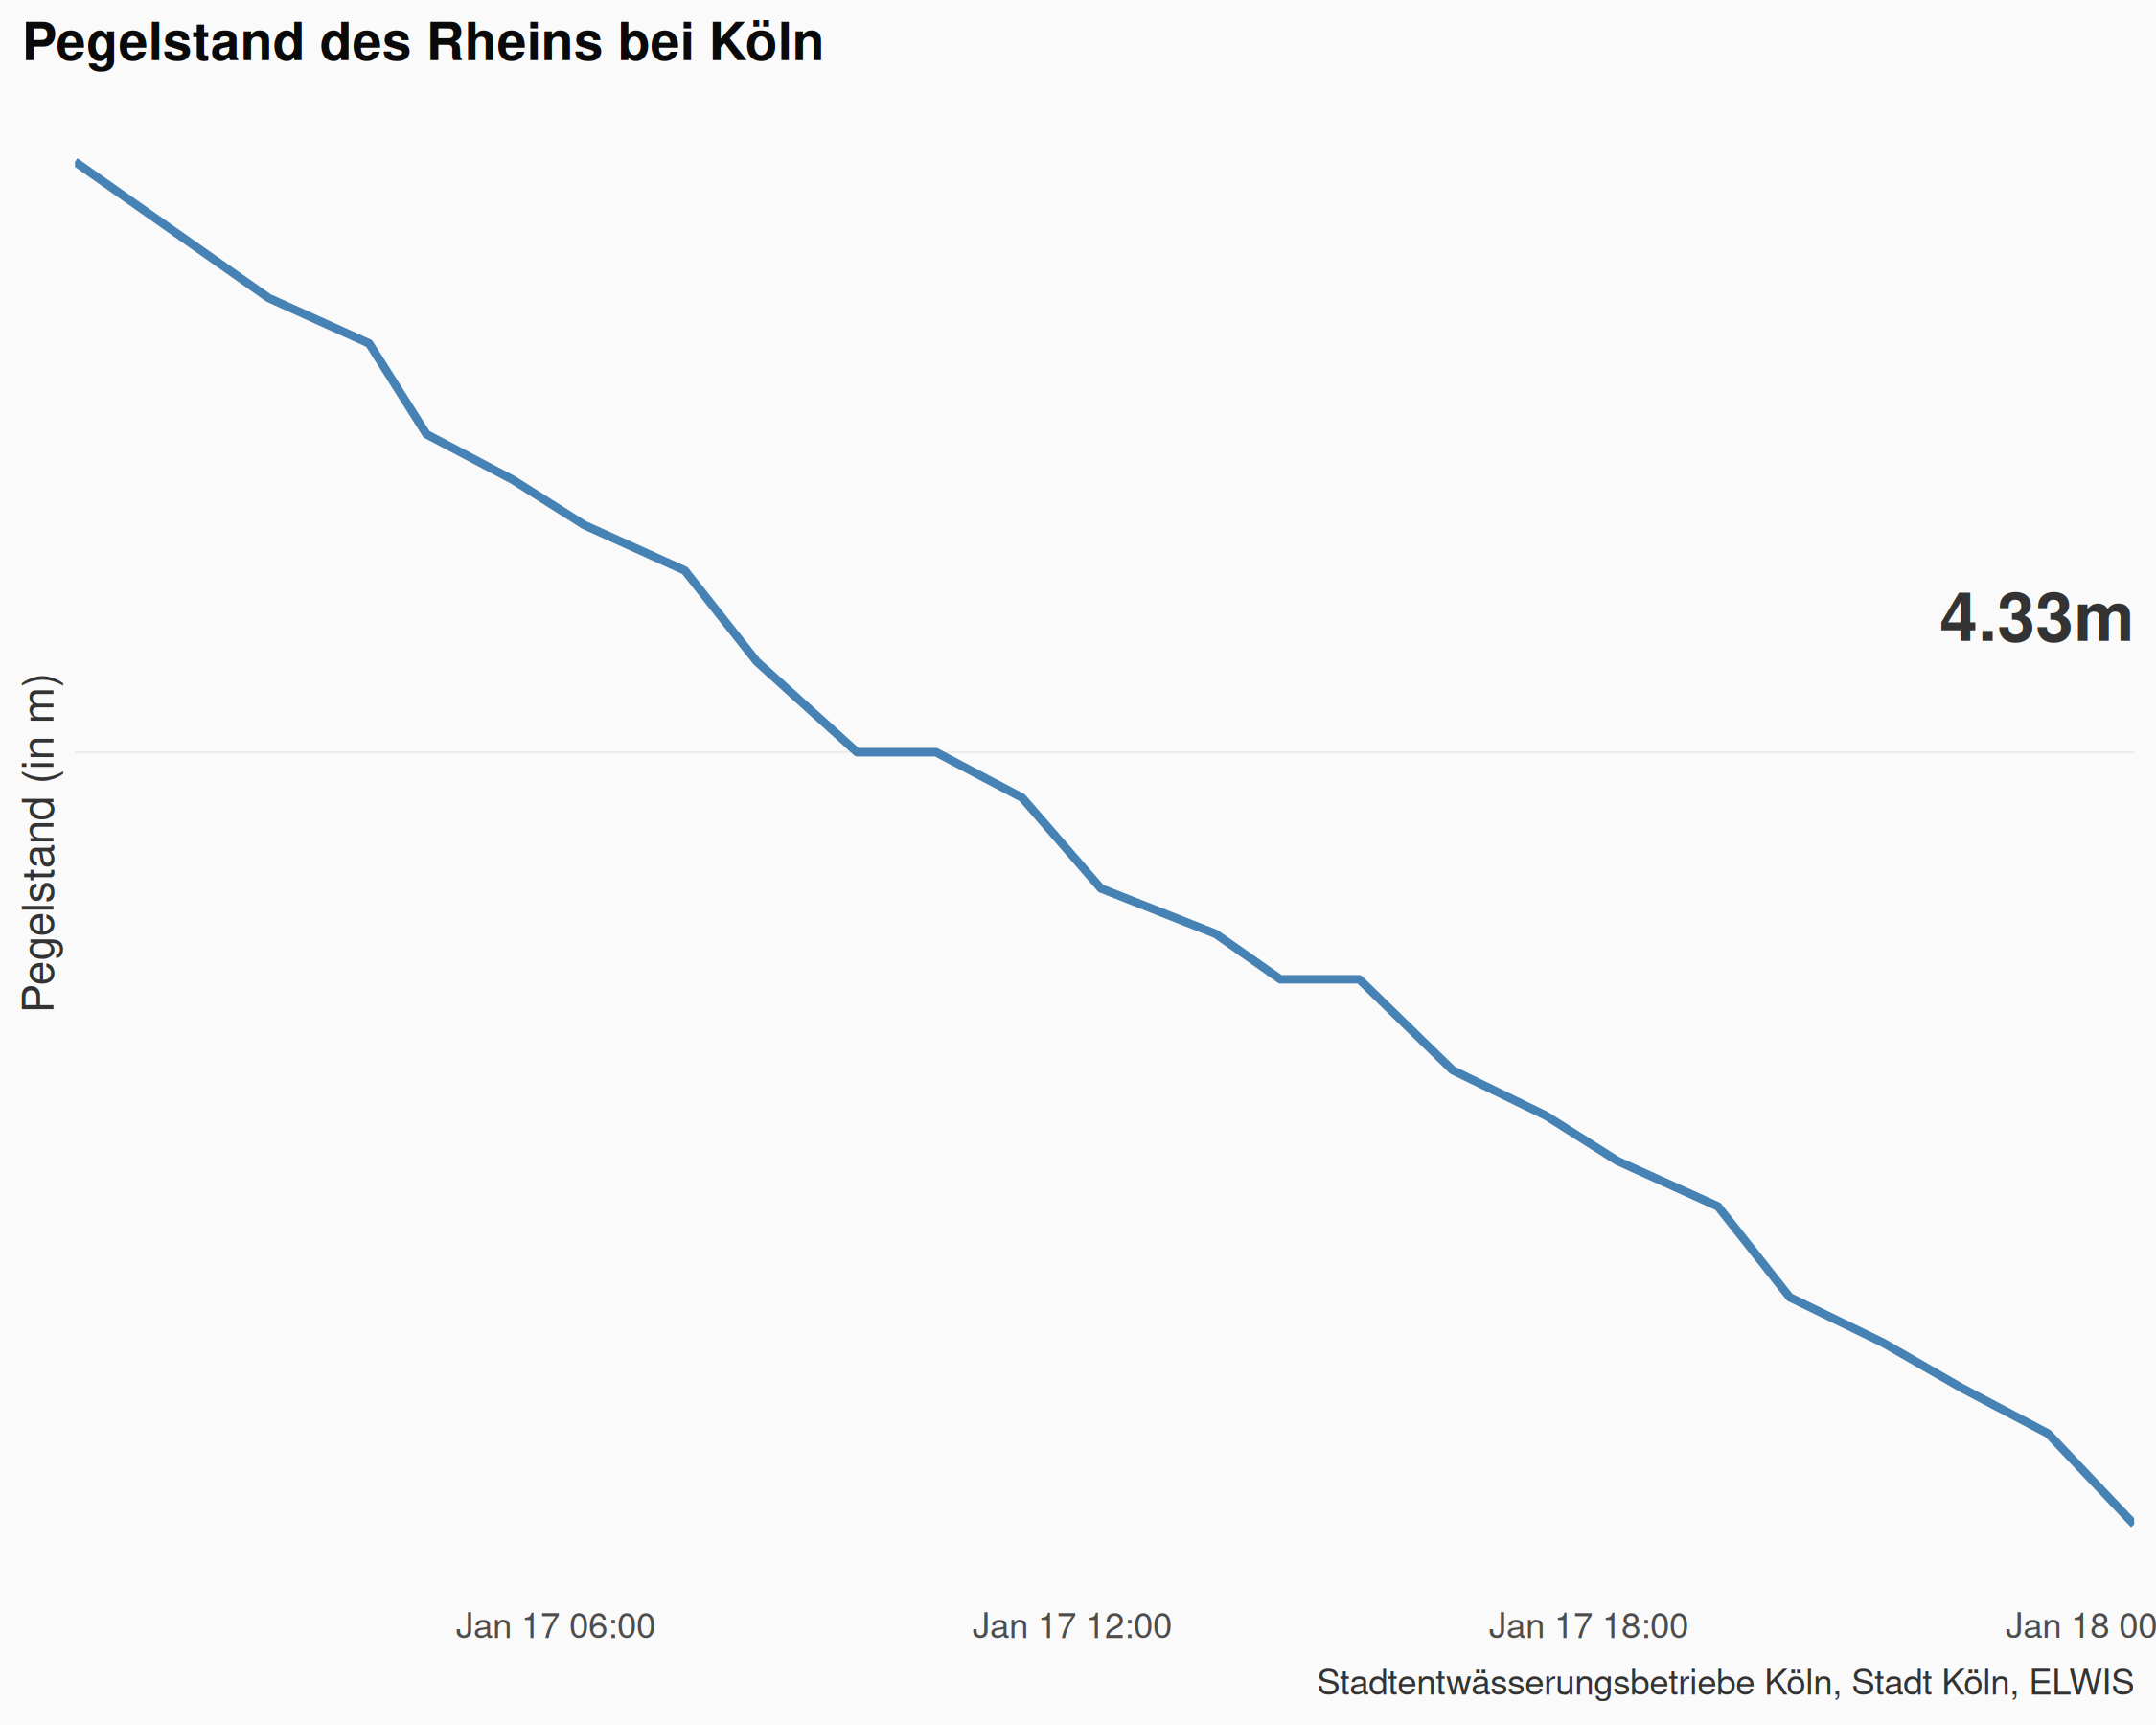 Pegelstand des Rheins bei Köln
4.33m
Pegelstand (in m)
Jan 17 06:00
Jan 17 12:00
Jan 17 18:00
Jan 18 00
Stadtentwässerungsbetriebe Köln, Stadt Köln, ELWIS